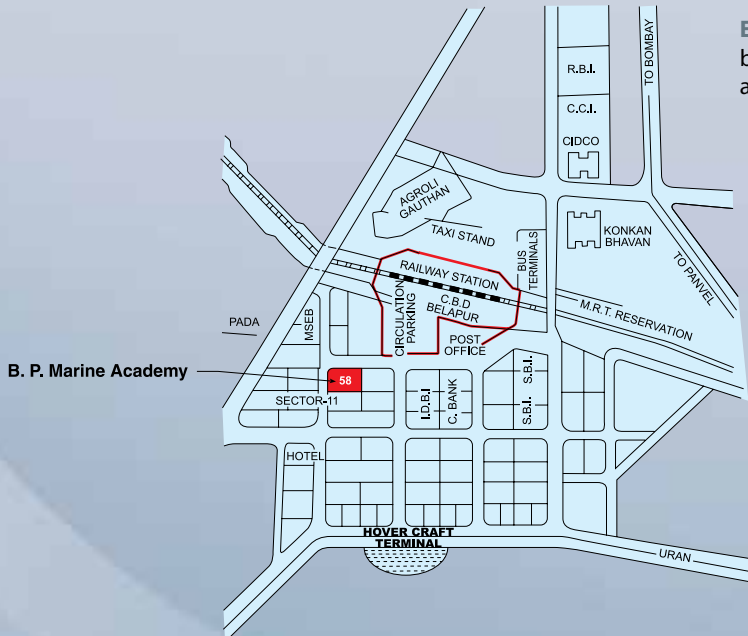 E
b
a
TO BOMBAY
R.B.I.
C.C.I.
CIDCO
AGROLI
GAUTHAN
TAXI STAND
KONKAN
BHAVAN
BUS
TERMINALS
TO PANVEL
RAILWAY STATION
C.B.D
BELAPUR
CIRCULATION
PARKING
M.R.T. RESERVATION
PADA
MSEB
POST
OFFICE
B. P. Marine Academy
58
SECTOR-11
I.D.B.I
C. BANK
S.B.I.
S.B.I.
HOTEL
HOVER CRAFT
TERMINAL
URAN